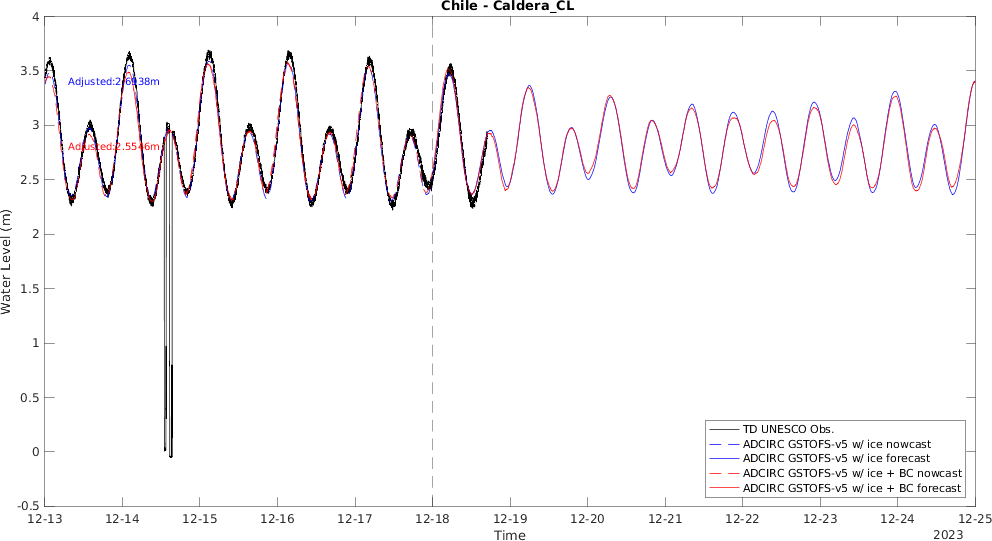 Chile - Caldera_CL
4
3.5
3
2.5
2
1.5
1
0.5
0
-0.5
Water Level (m)
Adjusted:2.6938m
Adjusted:2.5546m
TD UNESCO Obs.
ADCIRC GSTOFS-v5 w/ ice nowcast
ADCIRC GSTOFS-v5 w/ ice forecast
ADCIRC GSTOFS-v5 w/ ice + BC nowcast
ADCIRC GSTOFS-v5 w/ ice + BC forecast
12-13 12-14 12-15 12-16 12-17 12-18 12-19 12-20 12-21 12-22 12-23 12-24 12-25
Time
2023